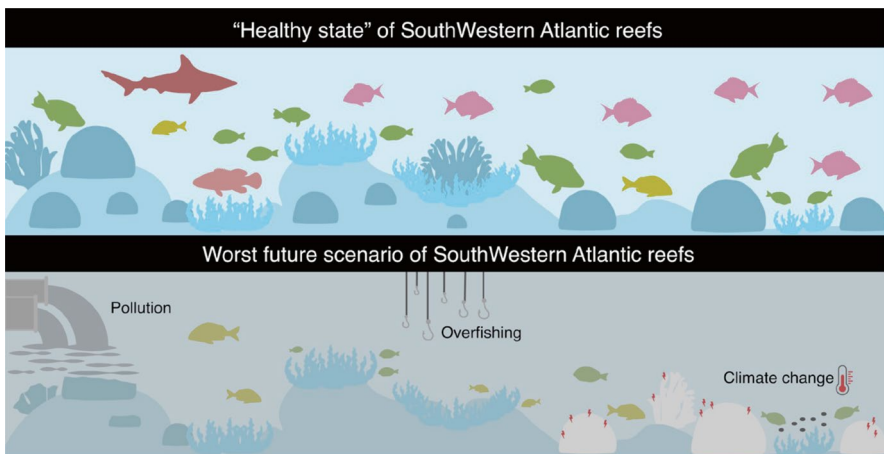 “Healthy state” of SouthWestern Atlantic reefs
Worst future scenario of SouthWestern Atlantic reefs
Pollution
Overfishing
Climate change